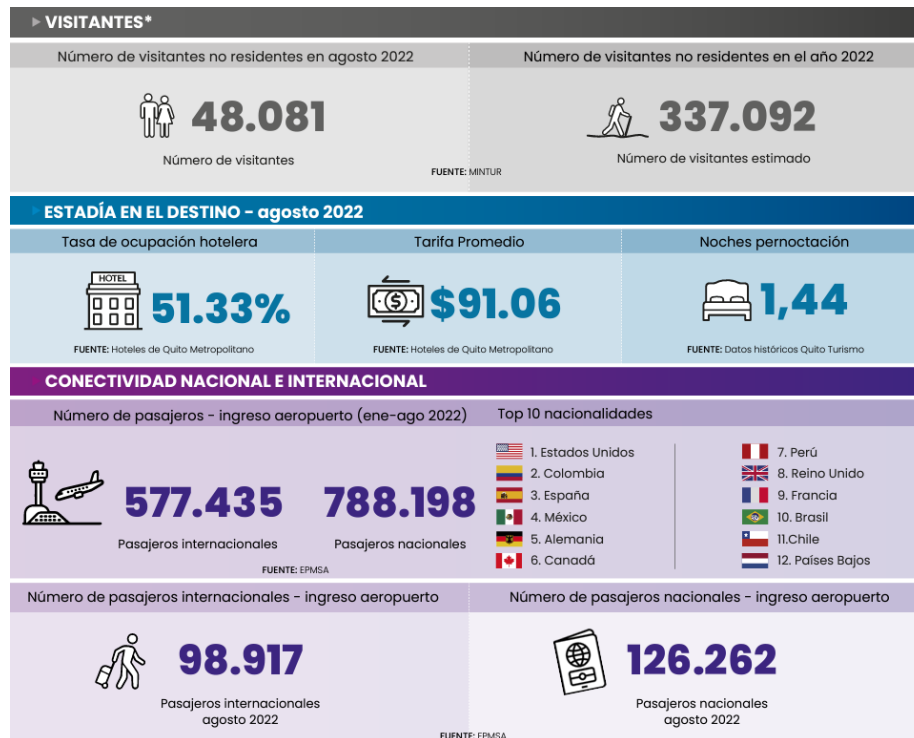 VISITANTES*
Número de visitantes no residentes en agosto 2022
48.081
Número de visitantes
Número de visitantes no residentes en el año 2022
337.092
Número de visitantes estimado
FUENTE: MINTUR
ESTADÍA EN EL DESTINO - agosto 2022
Tasa de ocupación hotelera
HOTEL
51.33%
FUENTE: Hoteles de Quito Metropolitano
Tarifa Promedio
$
$91.06
FUENTE: Hoteles de Quito Metropolitano
Noches pernoctación
1,44
FUENTE: Datos históricos Quito Turismo
CONECTIVIDAD NACIONAL E INTERNACIONAL
Número de pasajeros - ingreso aeropuerto (ene-ago 2022)
577.435
Pasajeros internacionales
788.198
Pasajeros nacionales
FUENTE: EPMSA
Top 10 nacionalidades
1. Estados Unidos
2. Colombia
3. España
4. México
5. Alemania
6. Canadá
7. Perú
8. Reino Unido
9. Francia
10. Brasil
11.Chile
12. Países Bajos
Número de pasajeros internacionales - ingreso aeropuerto
98.917
Pasajeros internacionales
agosto 2022
Número de pasajeros nacionales - ingreso aeropuerto
126.262
Pasajeros nacionales
agosto 2022
FUENTE: EPMSA